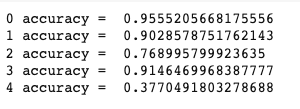 0 accuracy =  0.9555205668175556
1 accuracy =  0.9028578751762143
2 accuracy =  0.768995799923635
3 accuracy =  0.9146469968387777
4 accuracy =  0.3770491803278688